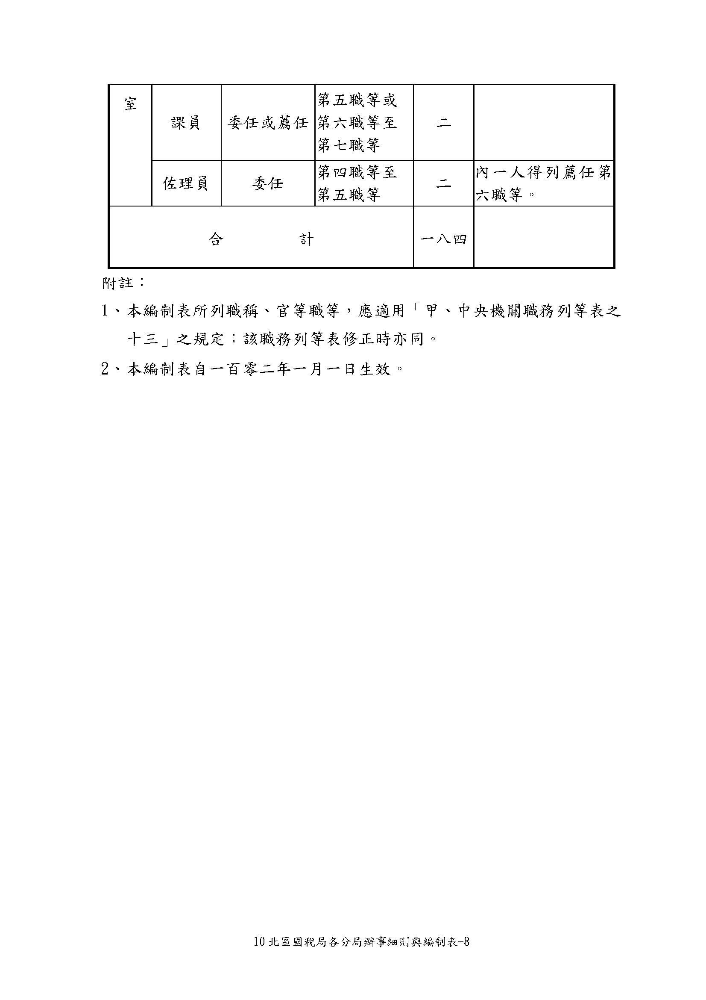 室
課員
委任或薦任
第五職等或
第六職等至
第七職等
二
佐理員
委任
第四職等至
第五職等
二
內一人得列薦任第
六職等。
合計
一八四
附註：
1、本編制表所列職稱、官等職等，應適用「甲、中央機關職務列等表之
十三」之規定；該職務列等表修正時亦同。
2、本編制表自一百零二年一月一日生效。
10 北區國稅局各分局辦事細則與編制表-8